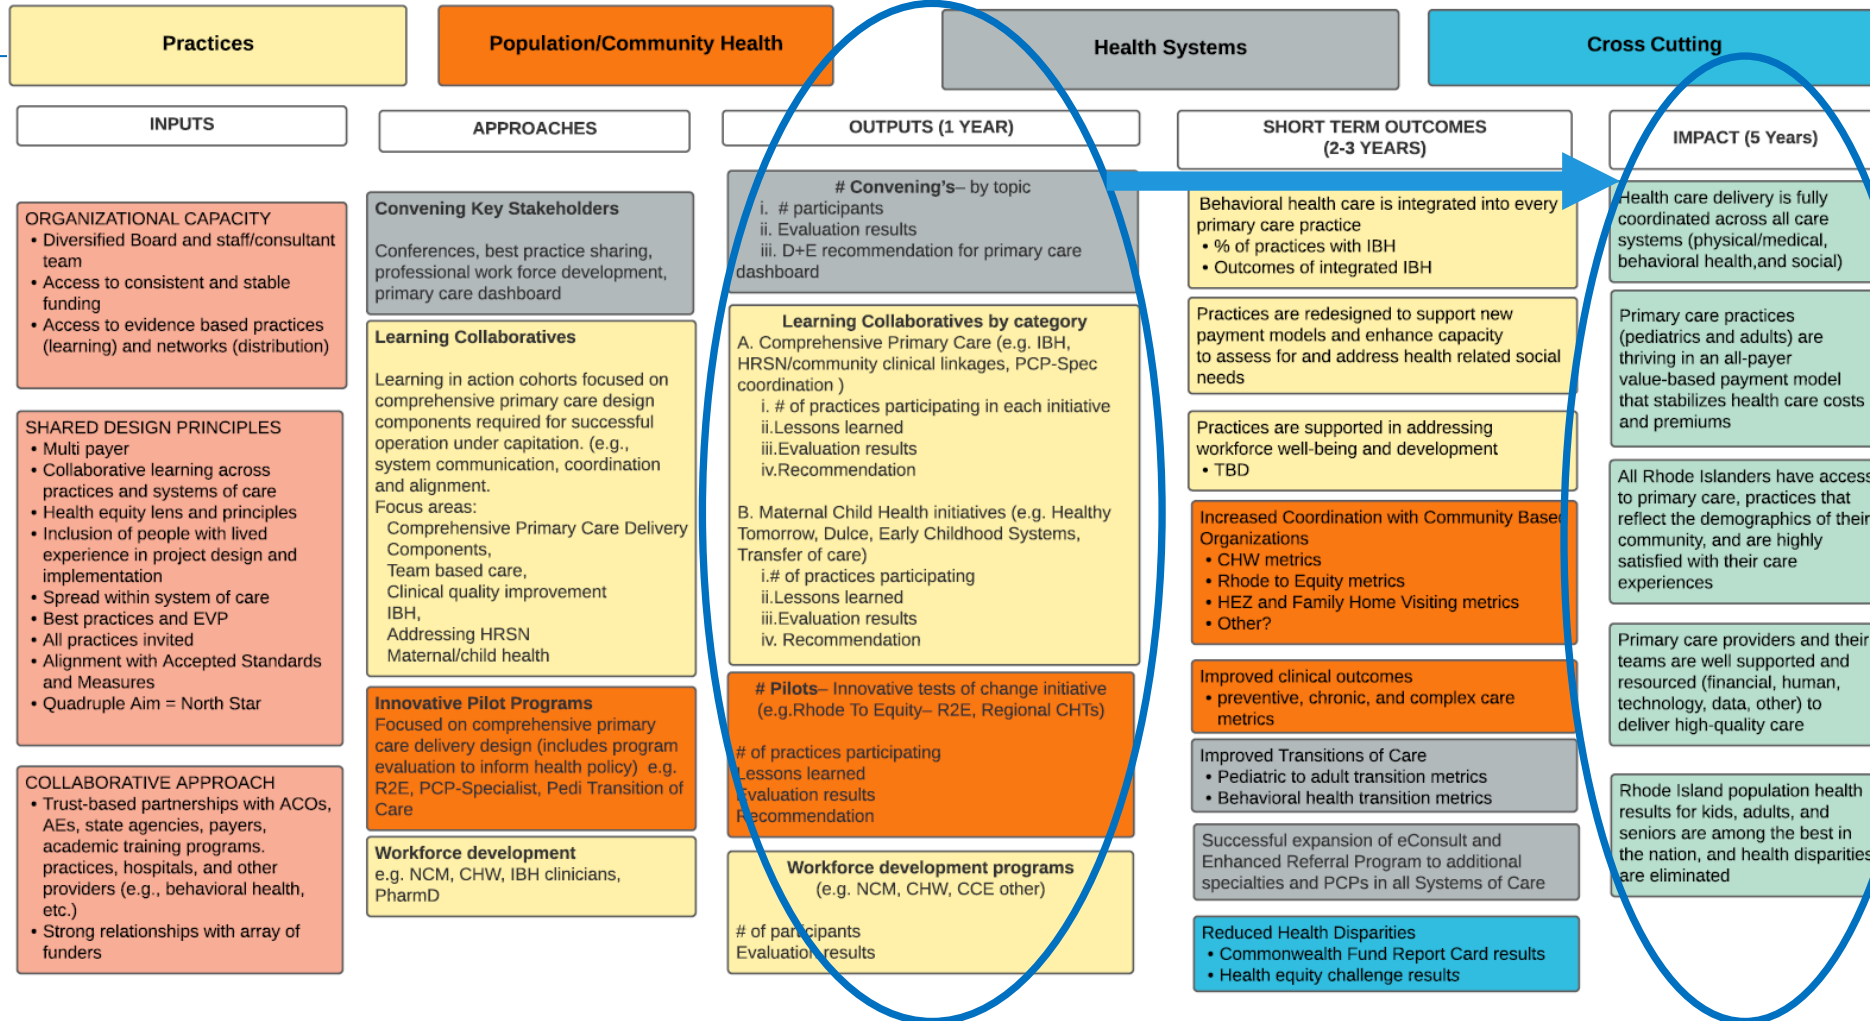 Practices
Population/Community Health
Health Systems
Cross Cutting
INPUTS
ORGANIZATIONAL CAPACITY
• Diversified Board and staff/consultant
team
• Access to consistent and stable
funding
• Access to evidence based practices
(learning) and networks (distribution)
SHARED DESIGN PRINCIPLES
• Multi payer
• Collaborative learning across
practices and systems of care
• Health equity lens and principles
• Inclusion of people with lived
experience in project design and
implementation
• Spread within system of care
• Best practices and EVP
• All practices invited
• Alignment with Accepted Standards
and Measures
• Quadruple Aim = North Star
COLLABORATIVE APPROACH
• Trust-based partnerships with ACOs,
AEs, state agencies, payers,
academic training programs.
practices, hospitals, and other
providers (e.g., behavioral health,
etc.)
• Strong relationships with array of
funders
APPROACHES
Convening Key Stakeholders
Conferences, best practice sharing,
professional work force development,
primary care dashboard
Learning Collaboratives
Learning in action cohorts focused on
comprehensive primary care design
components required for successful
operation under capitation. (e.g.,
system communication, coordination
and alignment.
Focus areas:
Comprehensive Primary Care Delivery
Components,
Team based care,
Clinical quality improvement
IBH,
Addressing HRSN
Maternal/child health
Innovative Pilot Programs
Focused on comprehensive primary
care delivery design (includes program
evaluation to inform health policy) e.g.
R2E, PCP-Specialist, Pedi Transition of
Care
Workforce development
e.g. NCM, CHW, IBH clinicians,
PharmD
OUTPUTS (1 YEAR)
# Convening's– by topic
i. # participants
ii. Evaluation results
iii. D+E recommendation for primary care
dashboard
Learning Collaboratives by category
A. Comprehensive Primary Care (e.g. IBH,
HRSN/community clinical linkages, PCP-Spec
coordination )
i. # of practices participating in each initiative
ii.Lessons learned
iii.Evaluation results
iv.Recommendation
B. Maternal Child Health initiatives (e.g. Healthy
Tomorrow, Dulce, Early Childhood Systems,
Transfer of care)
i.# of practices participating
ii.Lessons learned
iii.Evaluation results
iv. Recommendation
# Pilots– Innovative tests of change initiative
(e.g.Rhode To Equity– R2E, Regional CHTs)
# of practices participating
Lessons learned
Evaluation results
Recommendation
Workforce development programs
(e.g. NCM, CHW, CCE other)
# of participants
Evaluation results
SHORT TERM OUTCOMES
(2-3 YEARS)
Behavioral health care is integrated into every
primary care practice
• % of practices with IBH
• Outcomes of integrated IBH
Practices are redesigned to support new
payment models and enhance capacity
to assess for and address health related social
needs
Practices are supported in addressing
workforce well-being and development
• TBD
Increased Coordination with Community Based
Organizations
• CHW metrics
• Rhode to Equity metrics
• HEZ and Family Home Visiting metrics
• Other?
Improved clinical outcomes
• preventive, chronic, and complex care
metrics
Improved Transitions of Care
• Pediatric to adult transition metrics
• Behavioral health transition metrics
Successful expansion of eConsult and
Enhanced Referral Program to additional
specialties and PCPs in all Systems of Care
Reduced Health Disparities
• Commonwealth Fund Report Card results
• Health equity challenge results
IMPACT (5 Years)
Health care delivery is fully
coordinated across all care
systems (physical/medical,
behavioral health,and social)
Primary care practices
(pediatrics and adults) are
thriving in an all-payer
value-based payment model
that stabilizes health care costs
and premiums
All Rhode Islanders have access
to primary care, practices that
reflect the demographics of their
community, and are highly
satisfied with their care
experiences
Primary care providers and their
teams are well supported and
resourced (financial, human,
technology, data, other) to
deliver high-quality care
Rhode Island population health
results for kids, adults, and
seniors are among the best in
the nation, and health disparities
are eliminated